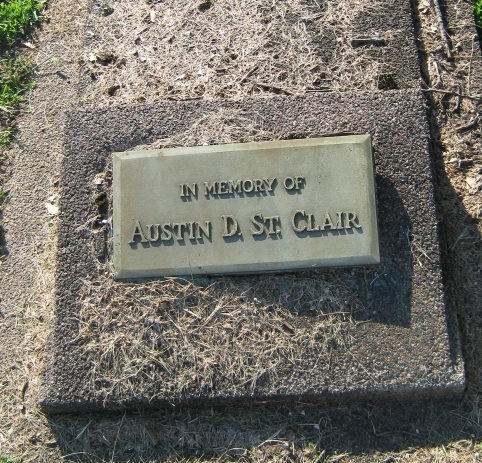 IN MEMORY OF
AUSTIN D. ST. CLAIR